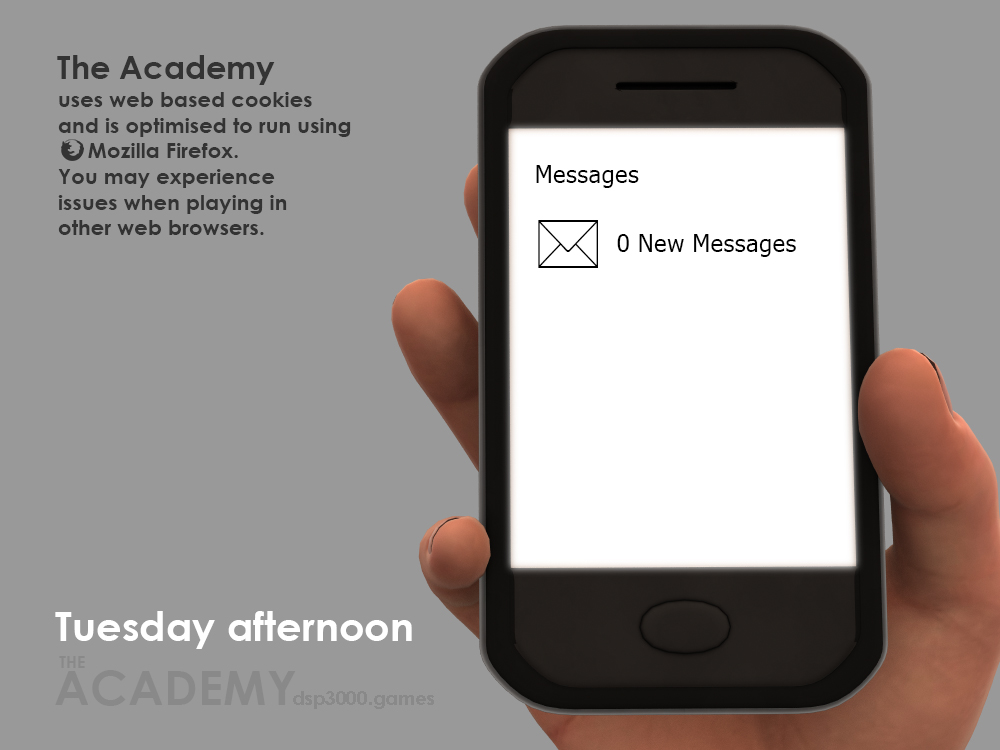 The Academy
uses web based cookies
and is optimised to run using
Mozilla Firefox.
You may experience
issues when playing in
other web browsers.
Messages
0 New Messages
Tuesday afternoon
THE
ACADEMY dsp3000.games